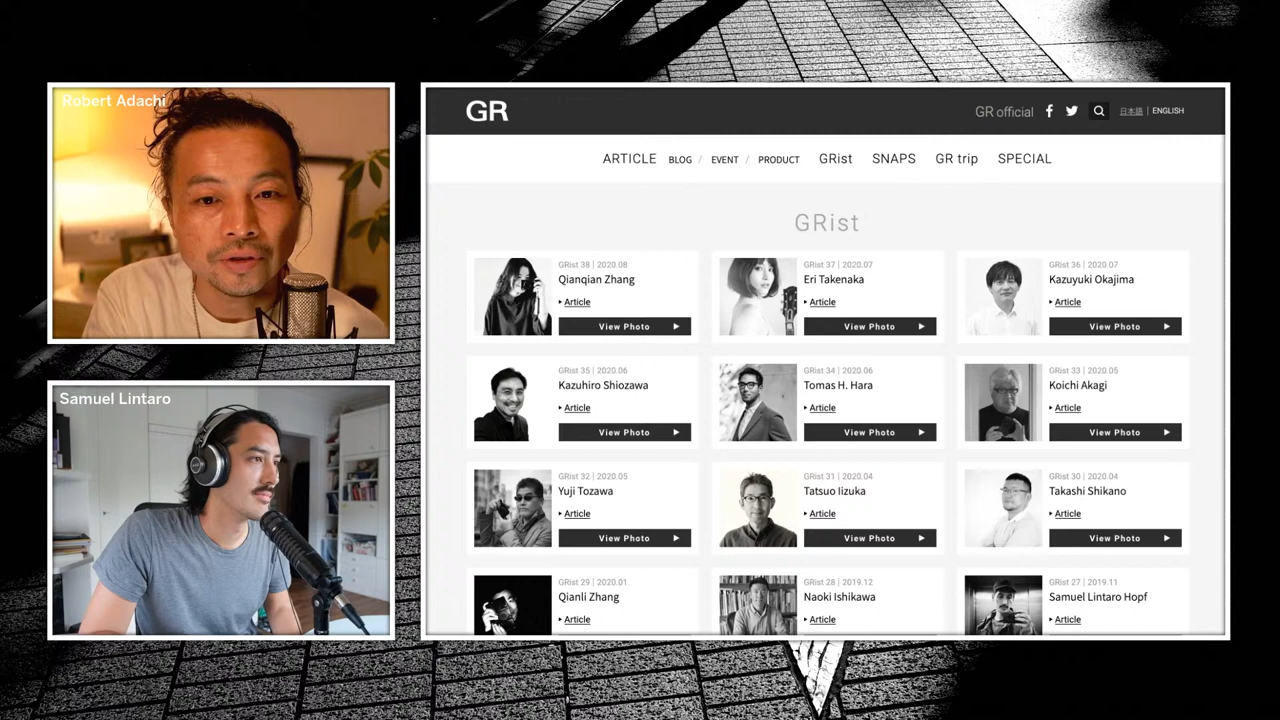 Robert Adachi
Samuel Lintaro
GR
GR official
日本語 | ENGLISH
ARTICLE BLOG / EVENT / PRODUCT GRist SNAPS GR trip SPECIAL
GRist
GRist 38 | 2020.08
Qianqian Zhang
Article
View Photo
GRist 37 | 2020.07
Eri Takenaka
Article
View Photo
GRist 36 | 2020.07
Kazuyuki Okajima
Article
View Photo
GRist 35 | 2020.06
Kazuhiro Shiozawa
Article
View Photo
GRist 34 | 2020.06
Tomas H. Hara
Article
View Photo
GRist 33 | 2020.05
Koichi Akagi
Article
View Photo
GRist 32 | 2020.05
Yuji Tozawa
Article
View Photo
GRist 31 | 2020.04
Tatsuo Iizuka
Article
View Photo
GRist 30 | 2020.04
Takashi Shikano
Article
View Photo
GRist 29 | 2020.01
Qianli Zhang
Article
GRist 28 | 2019.12
Naoki Ishikawa
Article
GRist 27 | 2019.11
Samuel Lintaro Hopf
Article